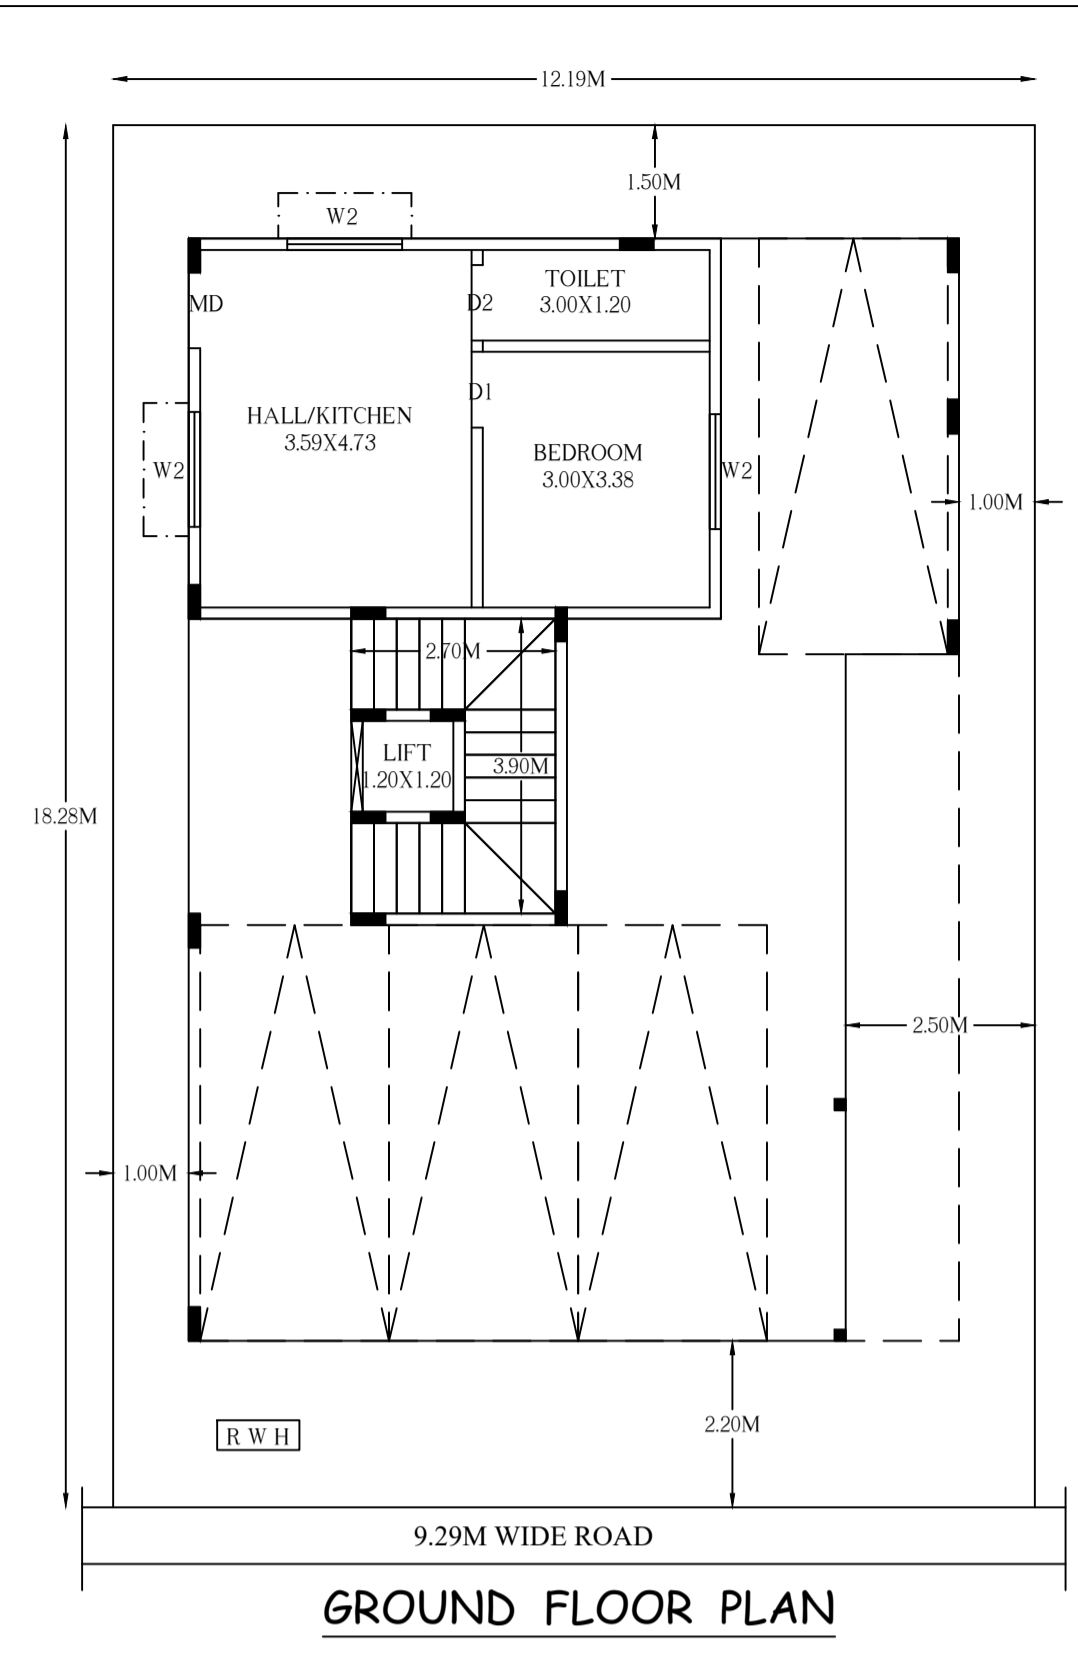 12.19M
1.50M
W2
TOILET
3.00X1.20
MD
D2
D1
HALL/KITCHEN
3.59X4.73
BEDROOM
3.00X3.38
W2
W2
1.00M
2.70M
LIFT
1.20X1.20
3.90M
18.28M
2.50M
1.00M
2.20M
R W H
9.29M WIDE ROAD
GROUND FLOOR PLAN